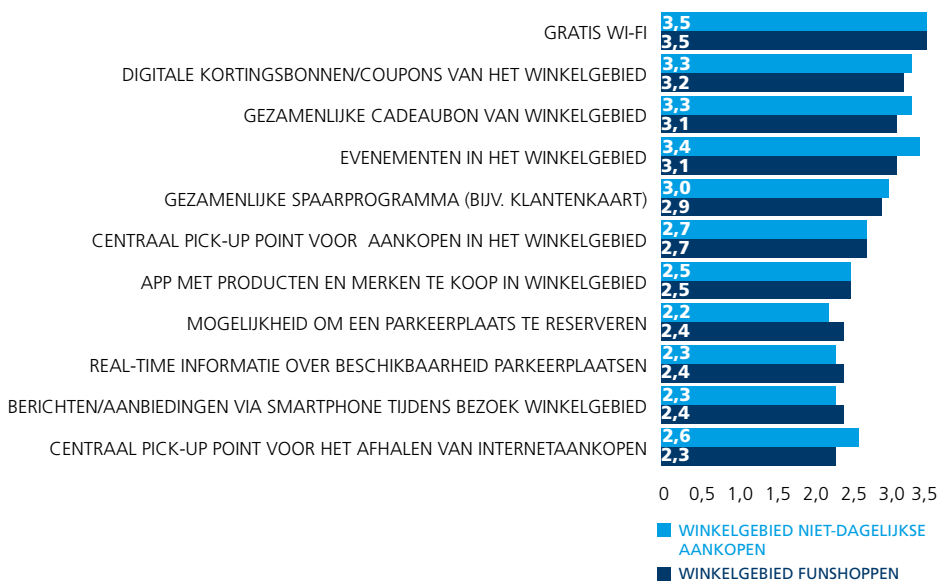 GRATIS WI-FI
3,5
3,5
DIGITALE KORTINGSBONNEN/COUPONS VAN HET WINKELGEBIED
3,3
3,2
GEZAMENLIJKE CADEAUBON VAN WINKELGEBIED
3,3
3,1
EVENEMENTEN IN HET WINKELGEBIED
3,4
3,1
GEZAMENLIJKE SPAARPROGRAMMA (BIJV. KLANTENKAART)
3,0
2,9
CENTRAAL PICK-UP POINT VOOR AANKOPEN IN HET WINKELGEBIED
2,7
2,7
APP MET PRODUCTEN EN MERKEN TE KOOP IN WINKELGEBIED
2,5
2,5
MOGELIJKHEID OM EEN PARKEERPLAATS TE RESERVEREN
2,2
2,4
REAL-TIME INFORMATIE OVER BESCHIKBAARHEID PARKEERPLAATSEN
2,3
2,4
BERICHTEN/AANBIEDINGEN VIA SMARTPHONE TIJDENS BEZOEK WINKELGEBIED
2,3
2,4
CENTRAAL PICK-UP POINT VOOR HET AFHALEN VAN INTERNETAANKOPEN
2,6
2,3
0 0,5 1,0 1,5 2,0 2,5 3,0 3,5
WINKELGEBIED NIET-DAGELIJKSE
AANKOPEN
WINKELGEBIED FUNSHOPPEN